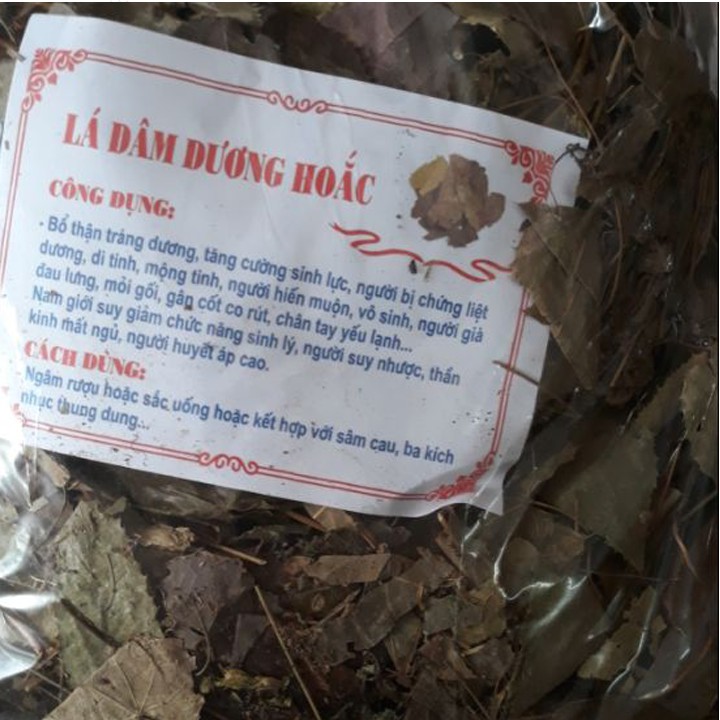 LÁ DÂM DƯƠNG HOẮC
CÔNG DỤNG:
- Bổ thận tráng dương, tăng cường sinh lực, người bị chứng liệt
dương, di tinh, mộng tinh, người hiến muộn, vô sinh, người già
đau lưng, mỏi gối, gân cốt co rút, chân tay yếu lạnh...
Nam giới suy giảm chức năng sinh lý, người suy nhược, thần
kinh mất ngủ, người huyết áp cao.
CÁCH DÙNG:
- Ngâm rượu hoặc sắc uống hoặc kết hợp với sâm cau, ba kích
nhục thung dung...